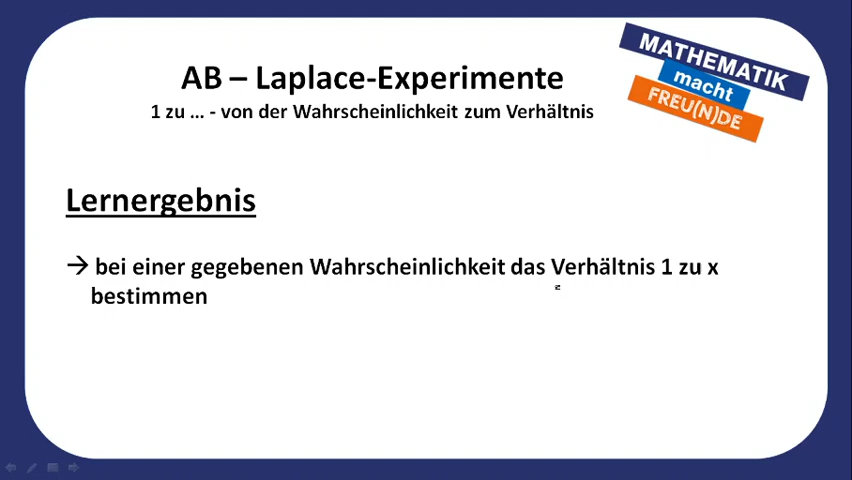 AB – Laplace-Experimente
1 zu ... - von der Wahrscheinlichkeit zum Verhältnis
MATHEMATIK
macht
FREU(N)DE
Lernergebnis
→ bei einer gegebenen Wahrscheinlichkeit das Verhältnis 1 zu x
bestimmen